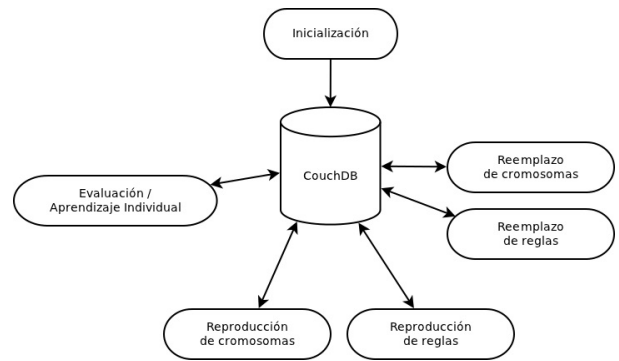 Inicialización
CouchDB
Reemplazo
de cromosomas
Evaluación /
Aprendizaje Individual
Reemplazo
de reglas
Reproducción
de cromosomas
Reproducción
de reglas